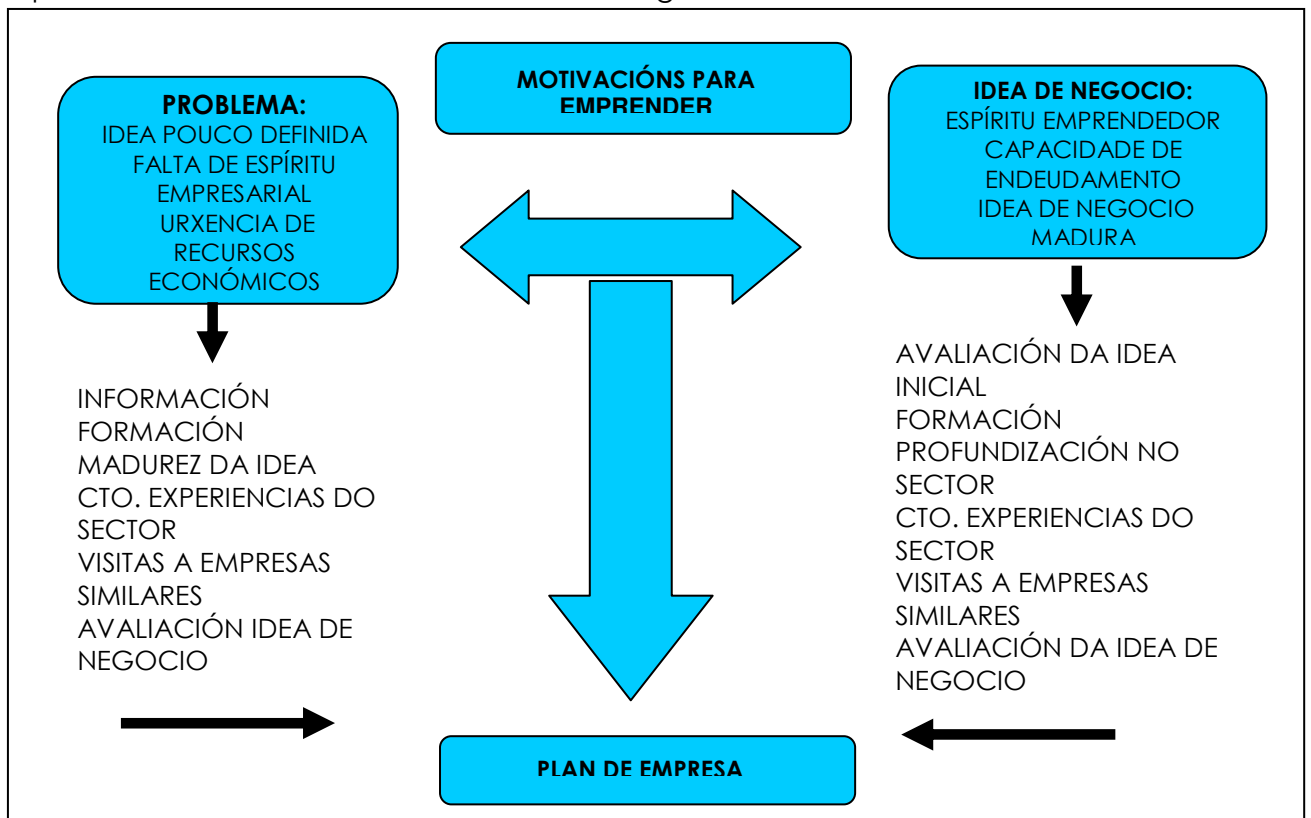 MOTIVACIÓNS PARA
EMPRENDER
PROBLEMA:
IDEA POUCO DEFINIDA
FALTA DE ESPÍRITU
EMPRESARIAL
URXENCIA DE
RECURSOS
ECONÓMICOS
IDEA DE NEGOCIO:
ESPÍRITU EMPRENDEDOR
CAPACIDADE DE
ENDEUDAMENTO
IDEA DE NEGOCIO
MADURA
INFORMACIÓN
FORMACIÓN
MADUREZ DA IDEA
CTO. EXPERIENCIAS DO
SECTOR
VISITAS A EMPRESAS
SIMILARES
AVALIACIÓN IDEA DE
NEGOCIO
AVALIACIÓN DA IDEA
INICIAL
FORMACIÓN
PROFUNDIZACIÓN NO
SECTOR
CTO. EXPERIENCIAS DO
SECTOR
VISITAS A EMPRESAS
SIMILARES
AVALIACIÓN DA IDEA DE
NEGOCIO
PLAN DE EMPRESA